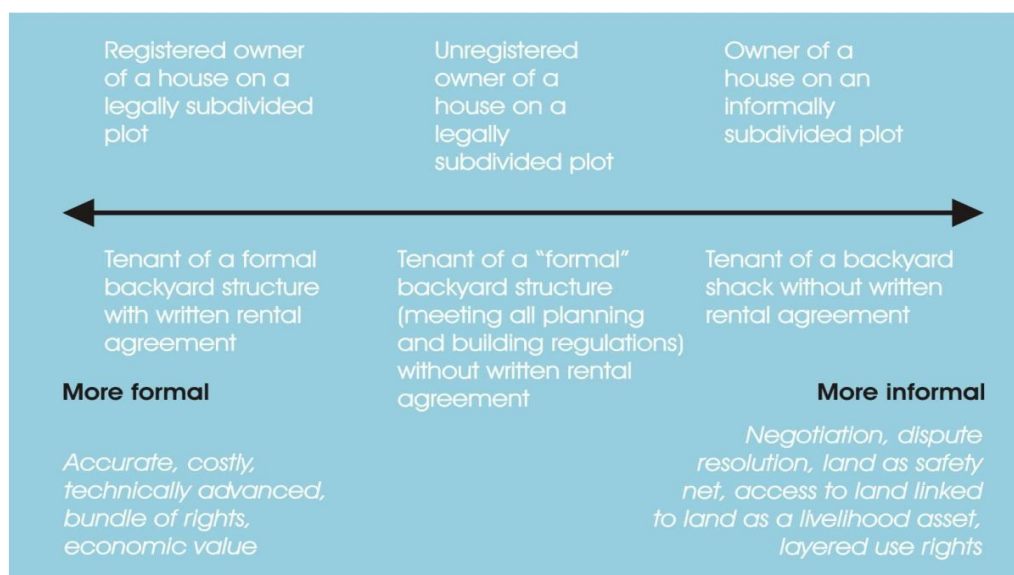 Registered owner
of a house on a
legally subdivided
plot
Unregistered
owner of a
house on a
legally
subdivided plot
Owner of a
house on an
informally
subdivided plot
Tenant of a formal
backyard structure
with written rental
agreement
Tenant of a “formal”
backyard structure
(meeting all planning
and building regulations)
without written rental
agreement
Tenant of a backyard
shack without written
rental agreement
More formal
More informal
Accurate, costly,
technically advanced,
bundle of rights,
economic value
Negotiation, dispute
resolution, land as safety
net, access to land linked
to land as a livelihood asset,
layered use rights